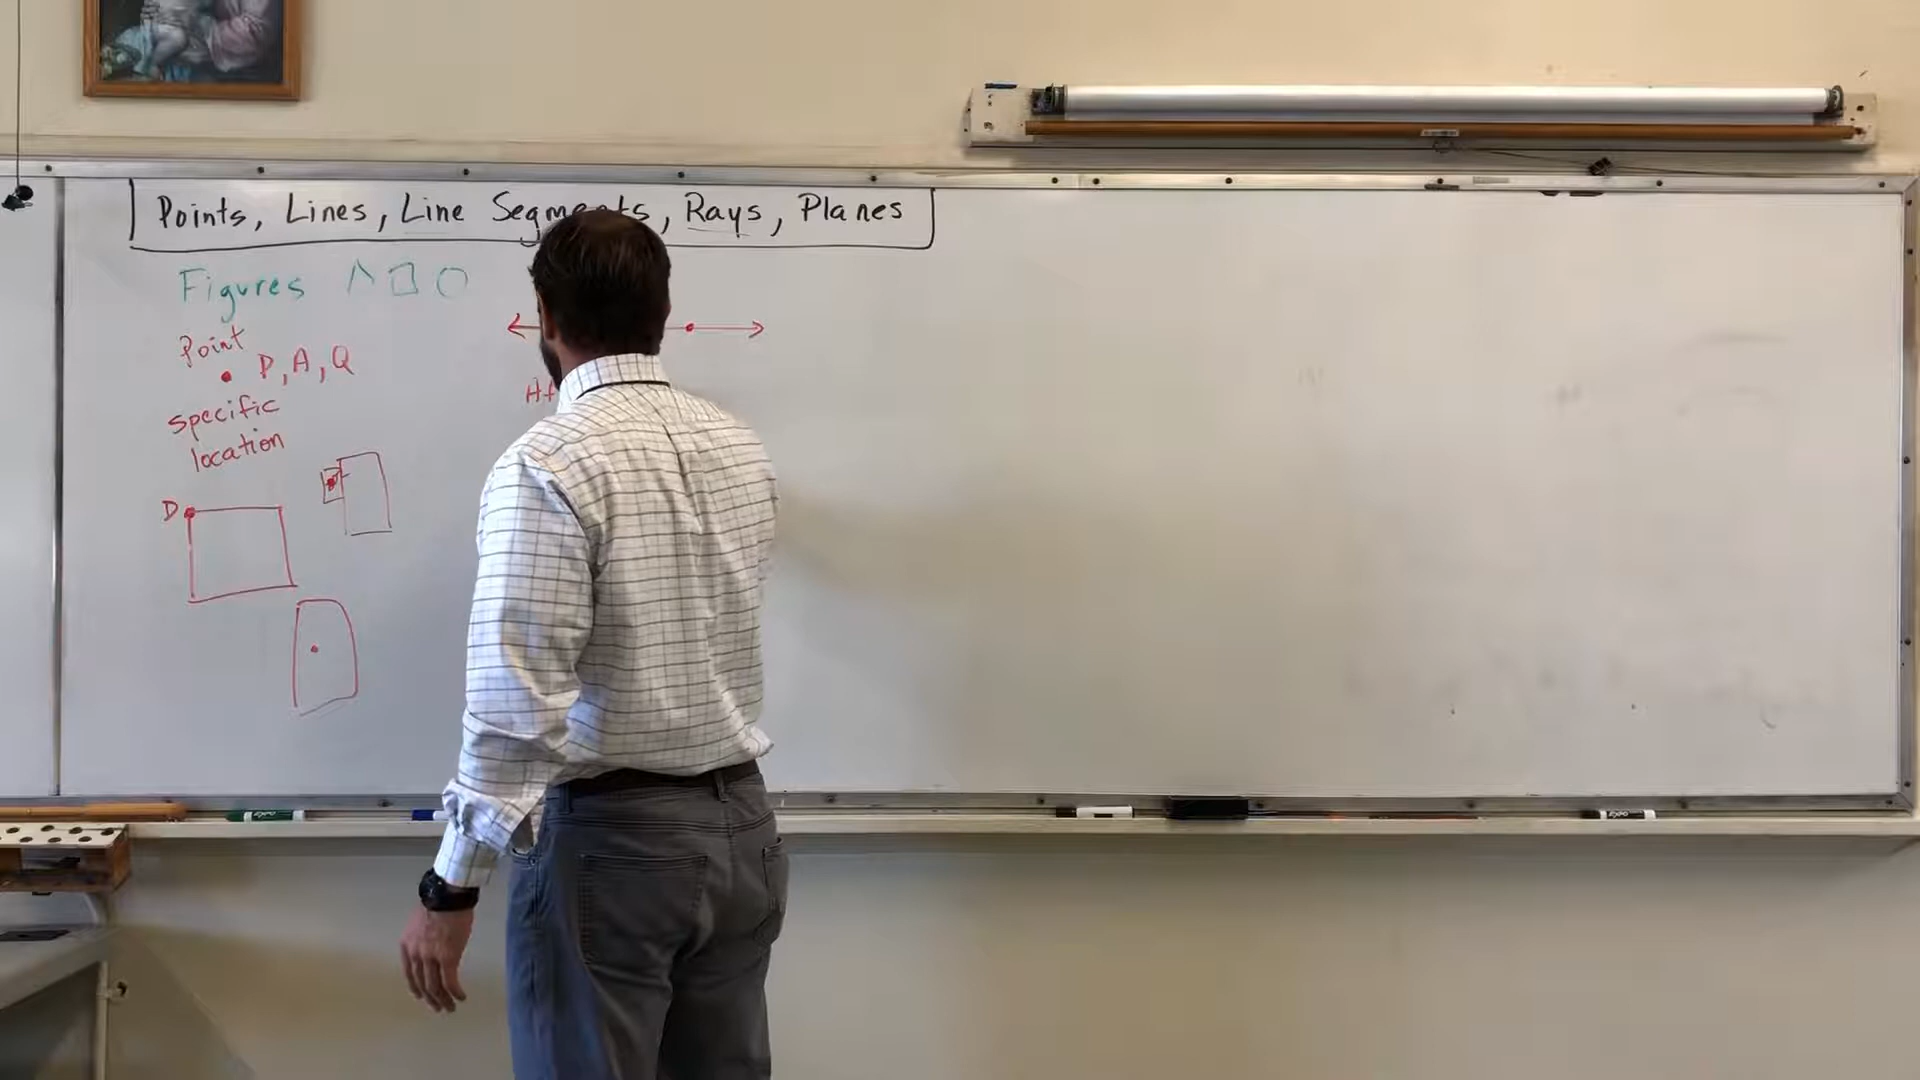 Points, Lines, Line Segments, Rays, Planes
Figures
Point
P, A, Q
specific
location
D